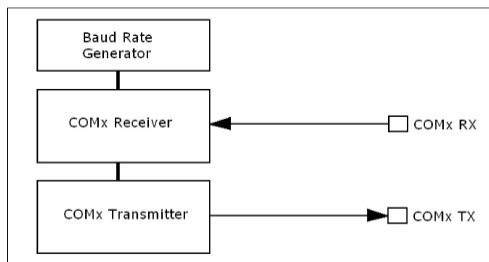 Baud Rate
Generator
COMx Receiver
COMx RX
COMx Transmitter
COMx TX